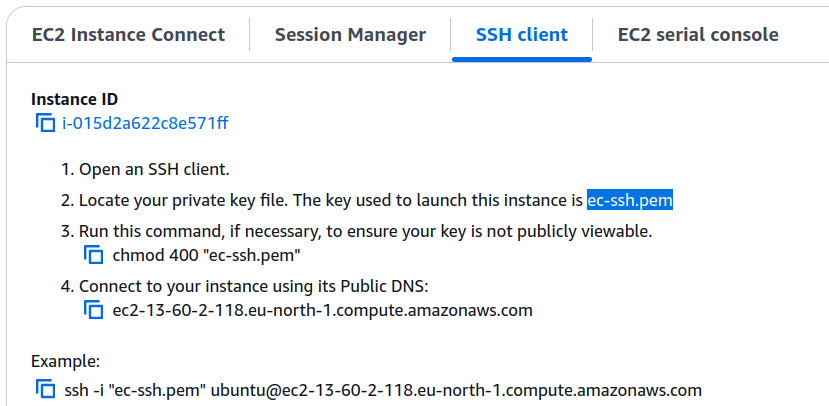 EC2 Instance Connect
Session Manager
SSH client
EC2 serial console
Instance ID
i-015d2a622c8e571ff
1. Open an SSH client.
2. Locate your private key file. The key used to launch this instance is ec-ssh.pem
3. Run this command, if necessary, to ensure your key is not publicly viewable.
chmod 400 "ec-ssh.pem"
4. Connect to your instance using its Public DNS:
ec2-13-60-2-118.eu-north-1.compute.amazonaws.com
Example:
ssh -i "ec-ssh.pem" ubuntu@ec2-13-60-2-118.eu-north-1.compute.amazonaws.com